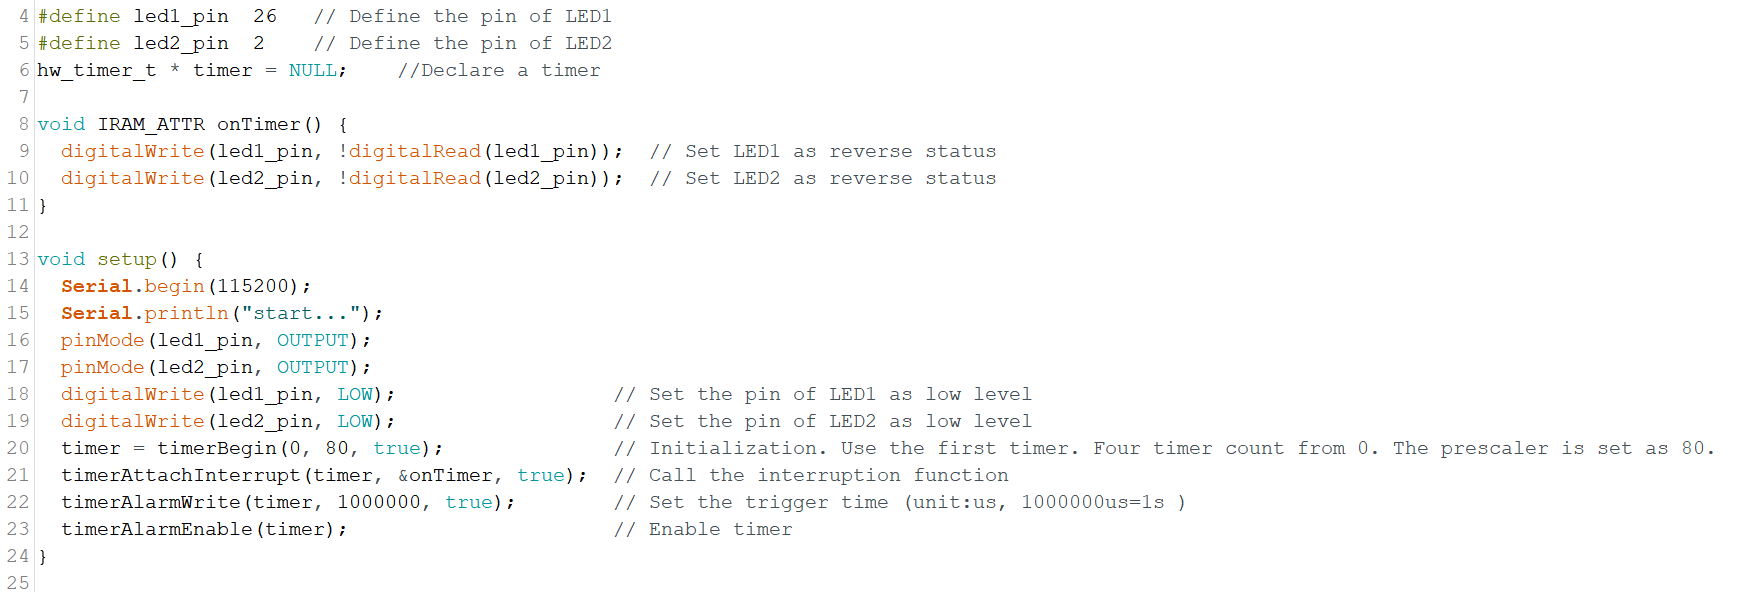 4 #define led1_pin  26   // Define the pin of LED1
5 #define led2_pin  2    // Define the pin of LED2
6 hw_timer_t * timer = NULL;    //Declare a timer
7
8 void IRAM_ATTR onTimer() {
9   digitalWrite(led1_pin, !digitalRead(led1_pin));  // Set LED1 as reverse status
10   digitalWrite(led2_pin, !digitalRead(led2_pin));  // Set LED2 as reverse status
11 }
12
13 void setup() {
14   Serial.begin(115200);
15   Serial.println("start...");
16   pinMode(led1_pin, OUTPUT);
17   pinMode(led2_pin, OUTPUT);
18   digitalWrite(led1_pin, LOW);                  // Set the pin of LED1 as low level
19   digitalWrite(led2_pin, LOW);                  // Set the pin of LED2 as low level
20   timer = timerBegin(0, 80, true);              // Initialization. Use the first timer. Four timer count from 0. The prescaler is set as 80.
21   timerAttachInterrupt(timer, &onTimer, true);  // Call the interruption function
22   timerAlarmWrite(timer, 1000000, true);        // Set the trigger time (unit:us, 1000000us=1s )
23   timerAlarmEnable(timer);                      // Enable timer
24 }
25